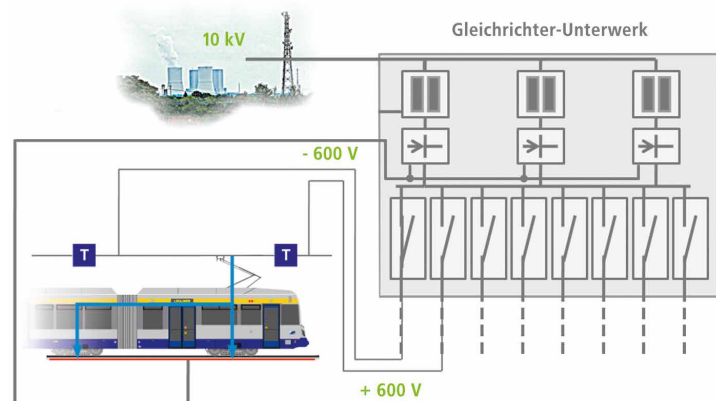 Gleichrichter-Unterwerk
10 kV
- 600 V
T
T
+ 600 V